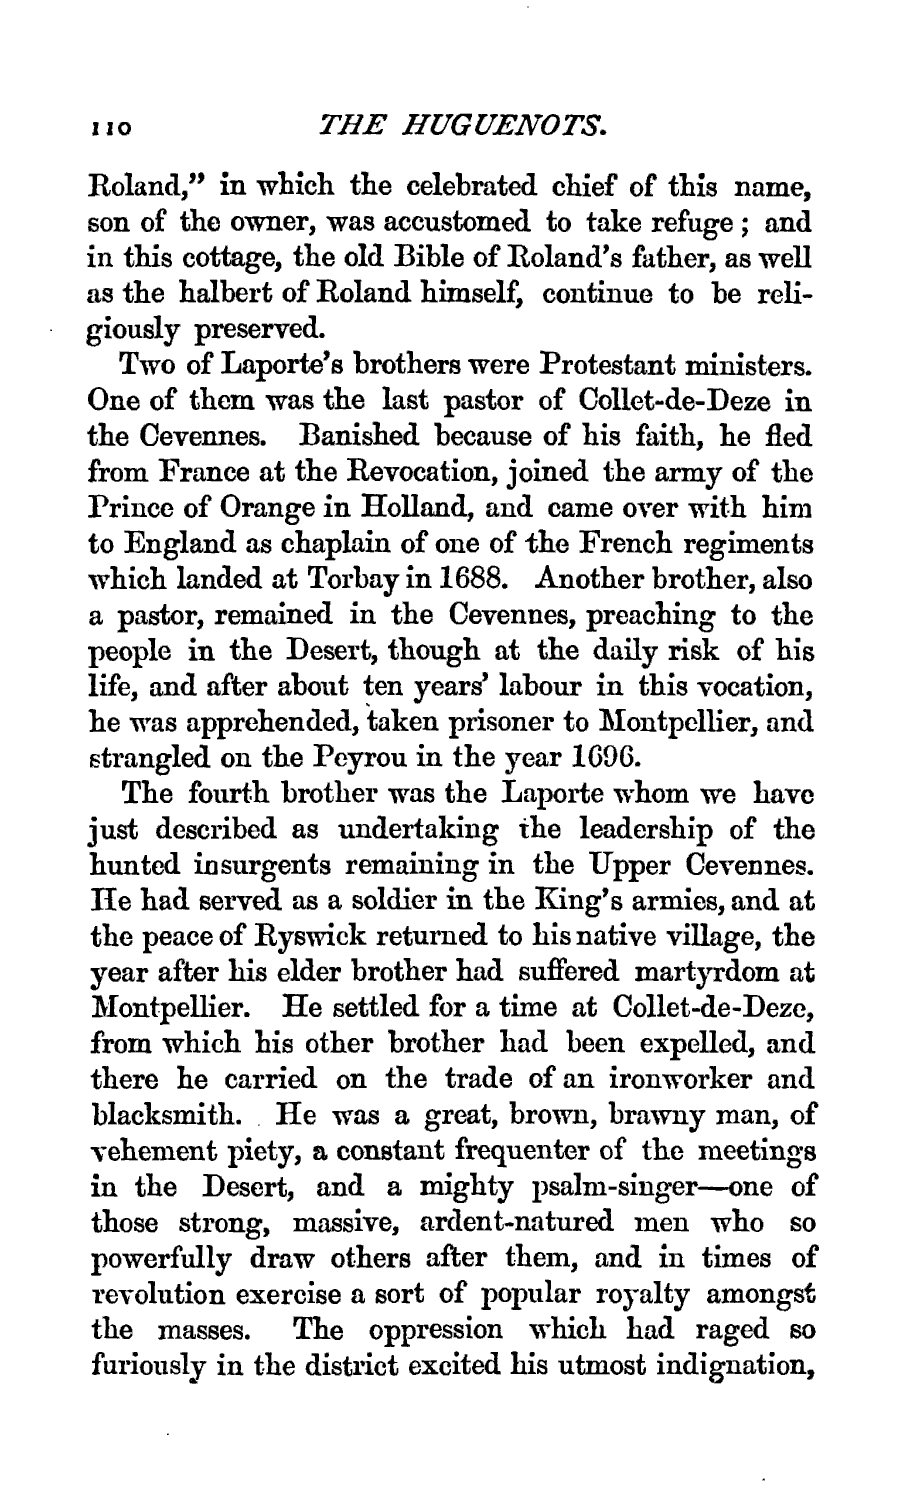 110 THE HUGUENOTS.
Roland,” in which the celebrated chief of this name,
son of the owner, was accustomed to take refuge; and
in this cottage, the old Bible of Roland’s father, as well
as the halbert of Roland himself, continue to be reli-
giously preserved.
Two of Laporte’s brothers were Protestant ministers.
One of them was the last pastor of Collet-de-Deze in
the Cevennes. Banished because of his faith, he fled
from France at the Revocation, joined the army of the
Prince of Orange in Holland, and came over with him
to England as chaplain of one of the French regiments
which landed at Torbay in 1688. Another brother, also
a pastor, remained in the Cevennes, preaching to the
people in the Desert, though at the daily risk of his
life, and after about ten years’ labour in this vocation,
he was apprehended, taken prisoner to Montpellier, and
strangled on the Peyrou in the year 1696.
The fourth brother was the Laporte whom we have
just described as undertaking the leadership of the
hunted insurgents remaining in the Upper Cevennes.
He had served as a soldier in the King’s armies, and at
the peace of Ryswick returned to his native village, the
year after his elder brother had suffered martyrdom at
Montpellier. He settled for a time at Collet-de-Deze,
from which his other brother had been expelled, and
there he carried on the trade of an ironworker and
blacksmith. He was a great, brown, brawny man, of
vehement piety, a constant frequenter of the meetings
in the Desert, and a mighty psalm-singer—one of
those strong, massive, ardent-natured men who so
powerfully draw others after them, and in times of
revolution exercise a sort of popular royalty amongst
the masses. The oppression which had raged so
furiously in the district excited his utmost indignation,